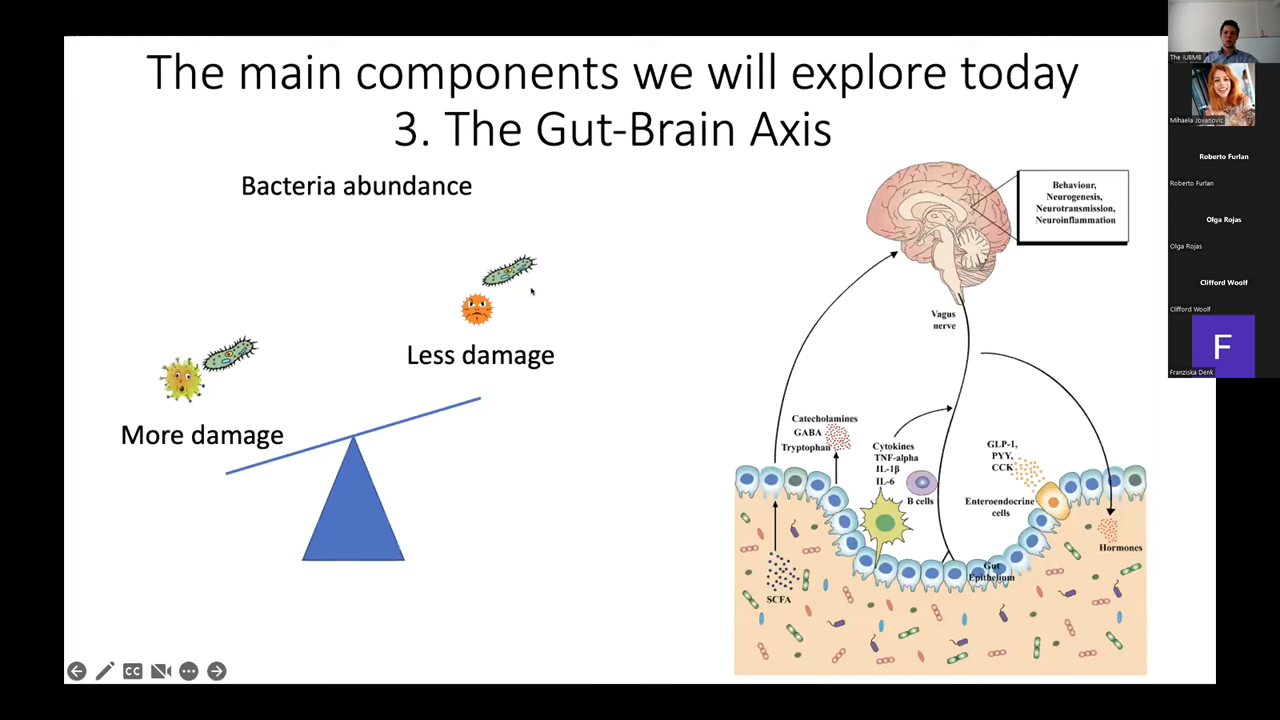 The main components we will explore today
3. The Gut-Brain Axis
Bacteria abundance
Less damage
More damage
Behaviour,
Neurogenesis,
Neurotransmission,
Neuroinflammation
Vagus
nerve
Catecholamines
GABA
Tryptophan
Cytokines
TNF-alpha
IL-1β
IL-6
B cells
GLP-1,
PYY,
CCK
Enteroendocrine
cells
Hormones
Gut
Epithelium
SCFA
CC
The IUBMB
Mihaela Jovanovic
Roberto Furlan
Roberto Furlan
Olga Rojas
Olga Rojas
Clifford Woolf
Clifford Woolf
F
Franziska Denk